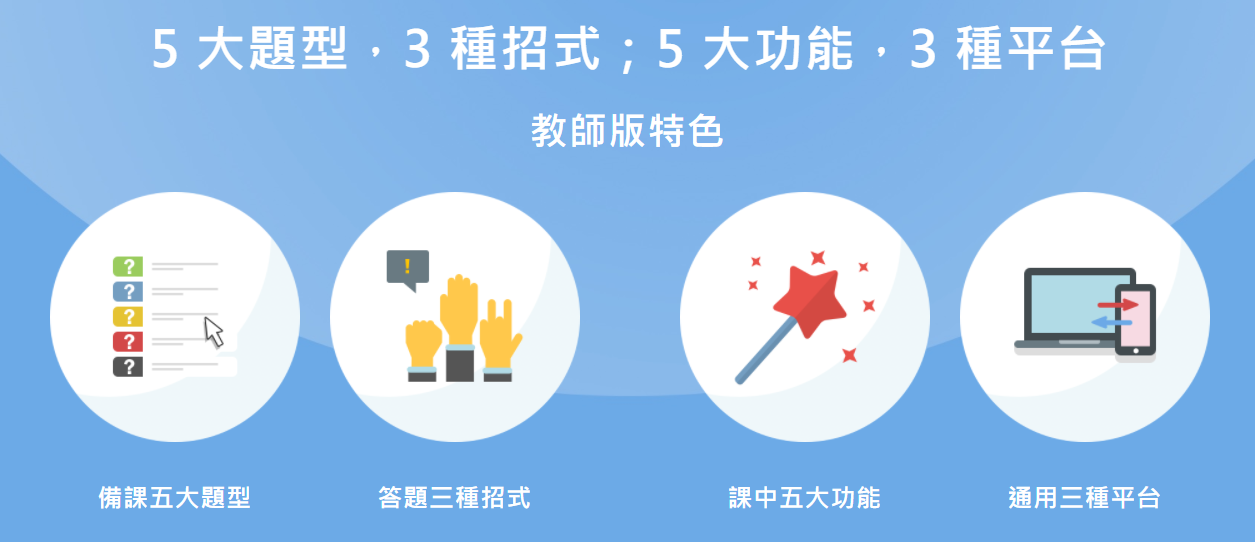 5 大題型，3 種招式；5 大功能，3 種平台
教師版特色
?
?
?
?
?
!
備課五大題型
答題三種招式
課中五大功能
通用三種平台